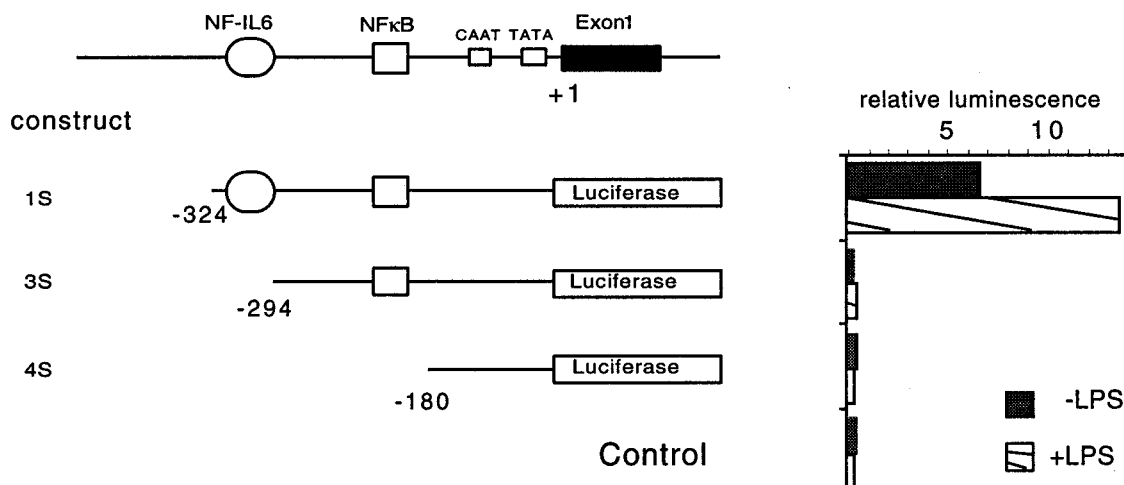 NF-IL6 NFκB CAAT TATA Exon1
+1
relative luminescence
5 10
construct
1S Luciferase
-324
3S Luciferase
-294
4S Luciferase
-180
-LPS
Control +LPS